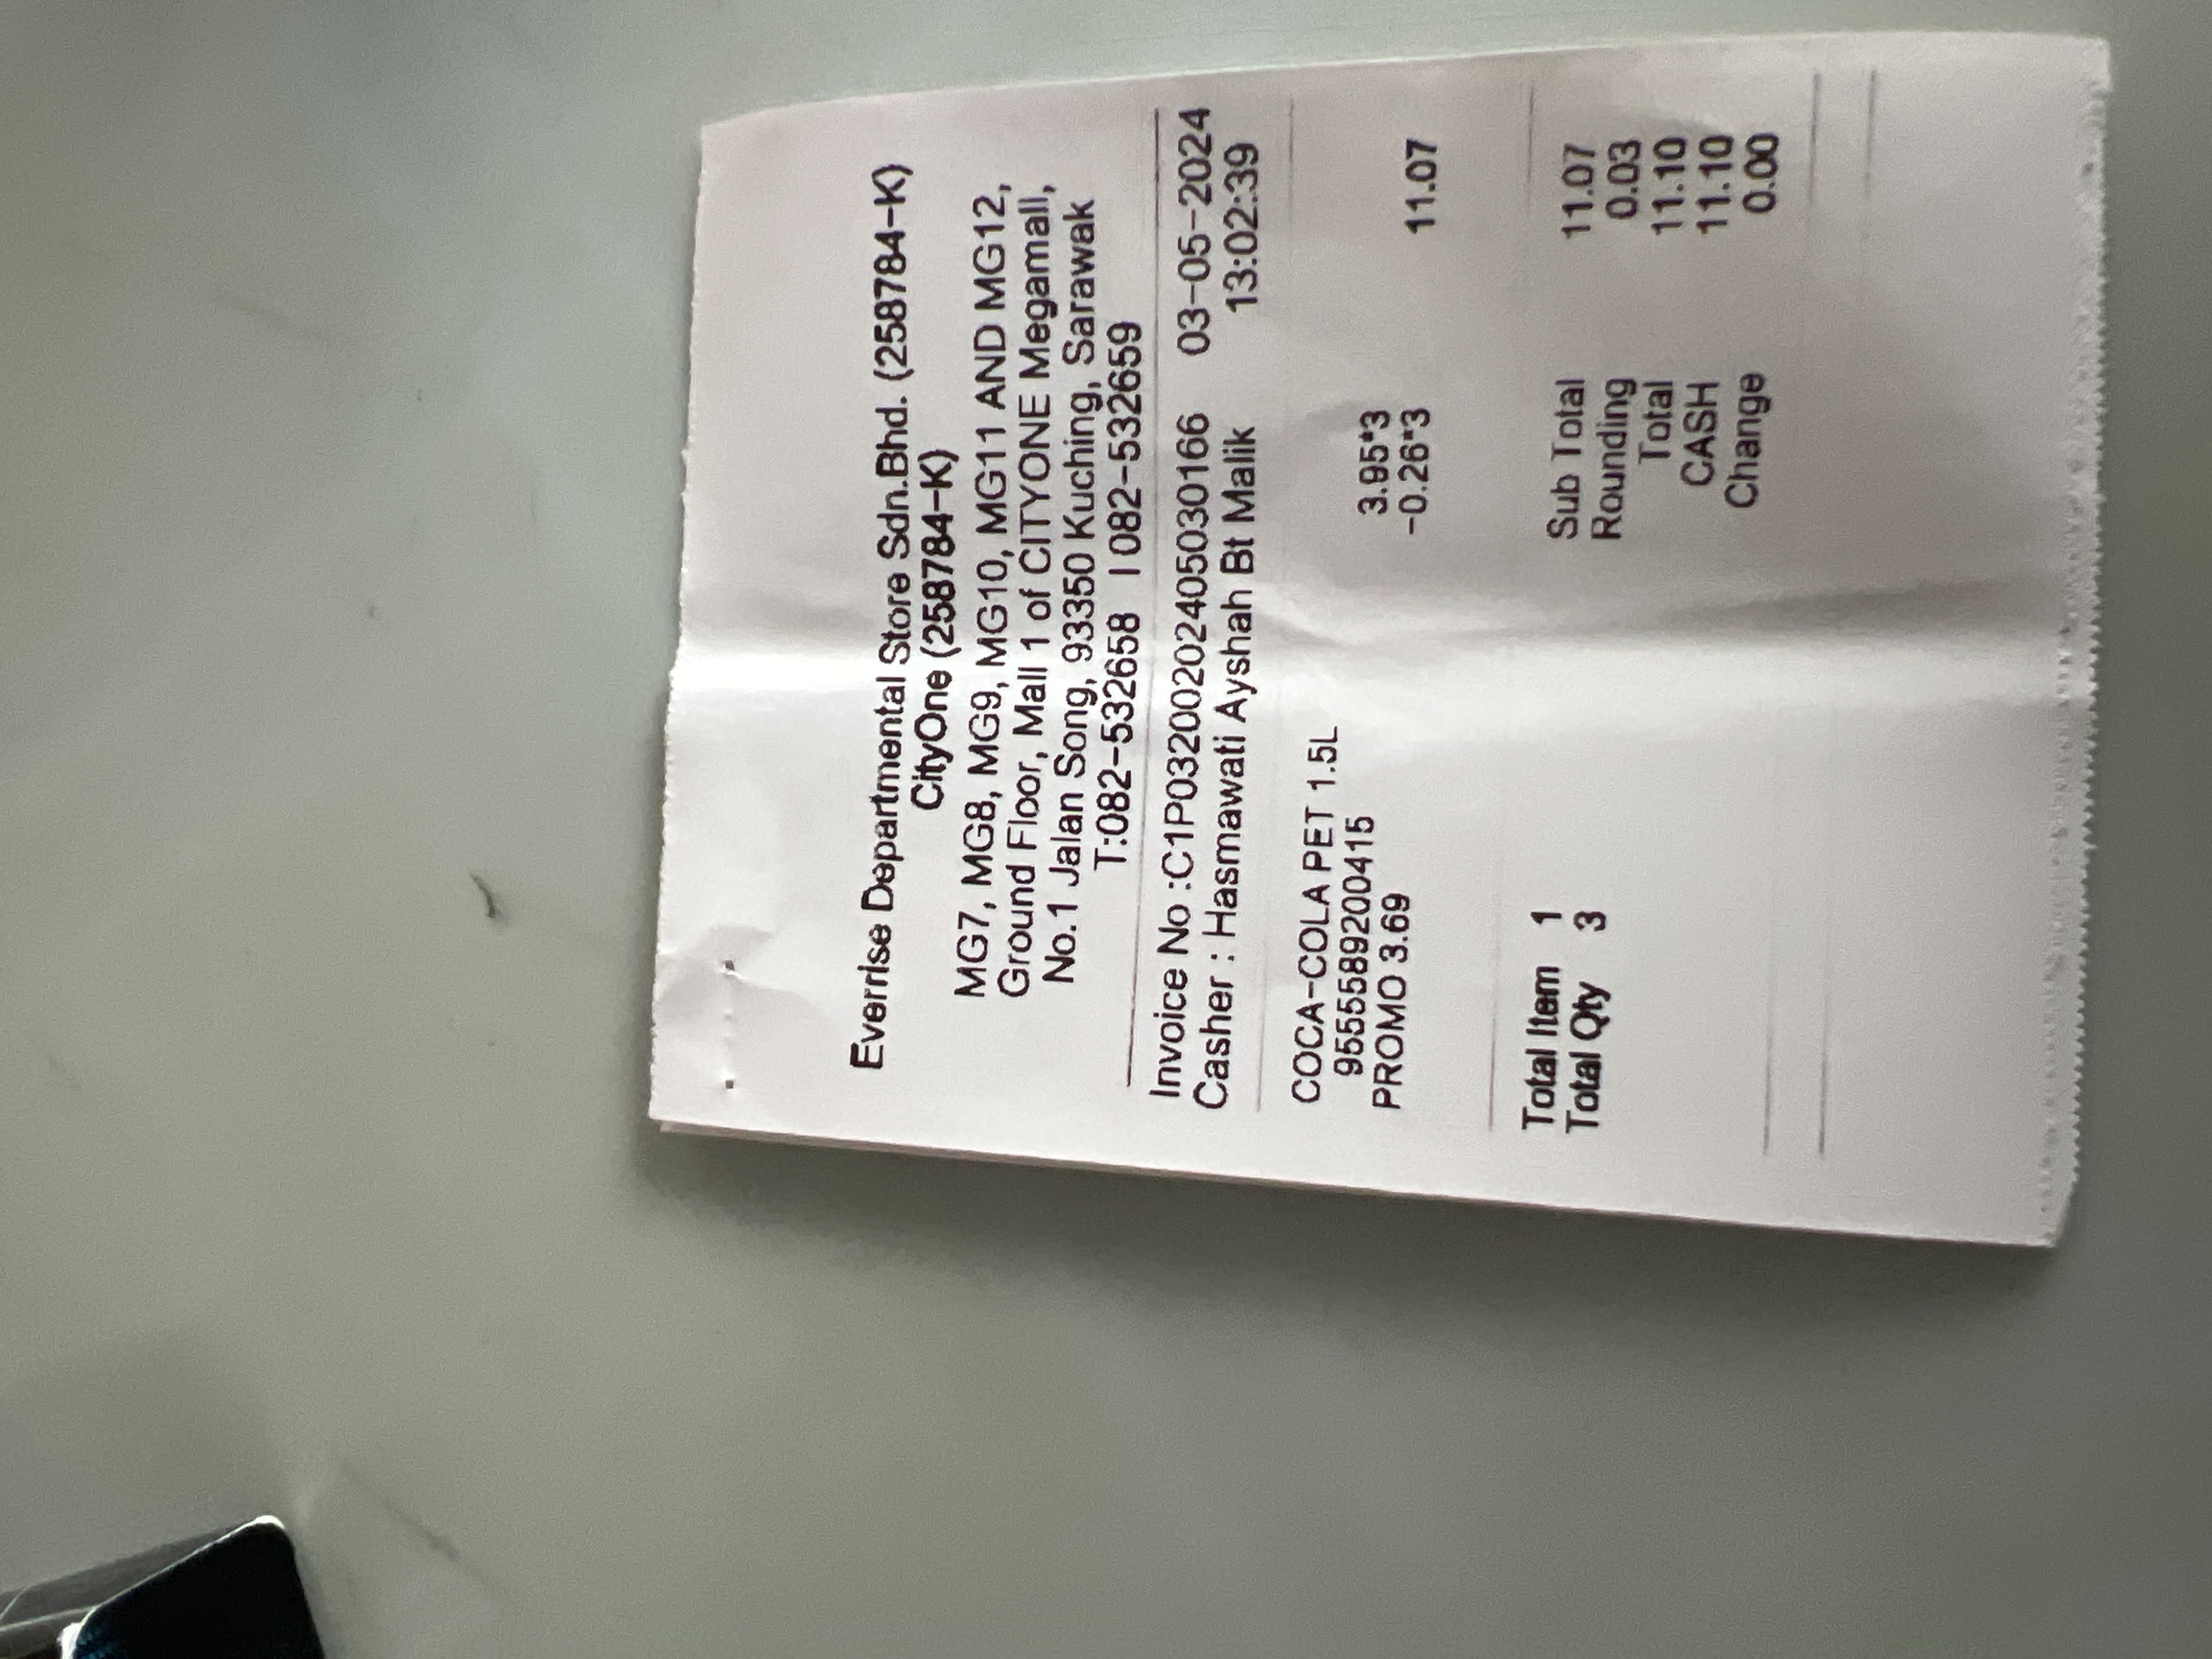 Everrise Departmental Store Sdn.Bhd. (258784-K)
CityOne (258784-K)
MG7, MG8, MG9, MG10, MG11 AND MG12,
Ground Floor, Mall 1 of CITYONE Megamall,
No.1 Jalan Song, 93350 Kuching, Sarawak
T:082-532658 I 082-532659
Invoice No :C1P03200202405030166 03-05-2024
Casher : Hasmawati Ayshah Bt Malik 13:02:39
COCA-COLA PET 1.5L
9555589200415 3.95*3
PROMO 3.69 -0.26*3 11.07
Total Item 1
Total Qty 3
Sub Total 11.07
Rounding 0.03
Total 11.10
CASH 11.10
Change 0.00